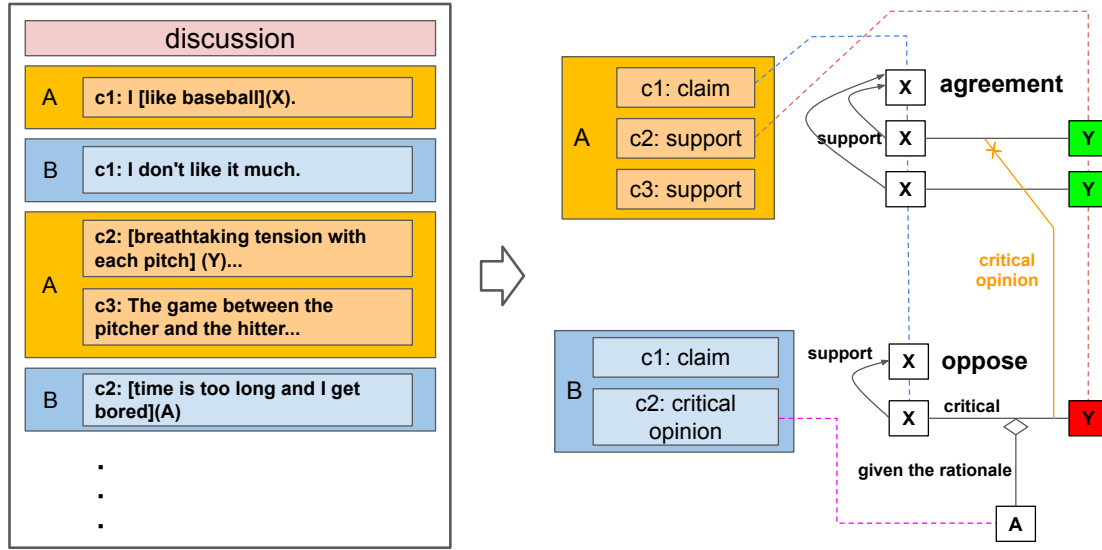 discussion
A
c1: I [like baseball](X).
B
c1: I don't like it much.
A
c2: [breathtaking tension with
each pitch] (Y)...
c3: The game between the
pitcher and the hitter...
B
c2: [time is too long and I get
bored](A)
.
.
.
A
c1: claim
c2: support
c3: support
X
agreement
support
X
Y
X
Y
critical
opinion
B
c1: claim
c2: critical
opinion
support
X
oppose
X
critical
Y
given the rationale
A